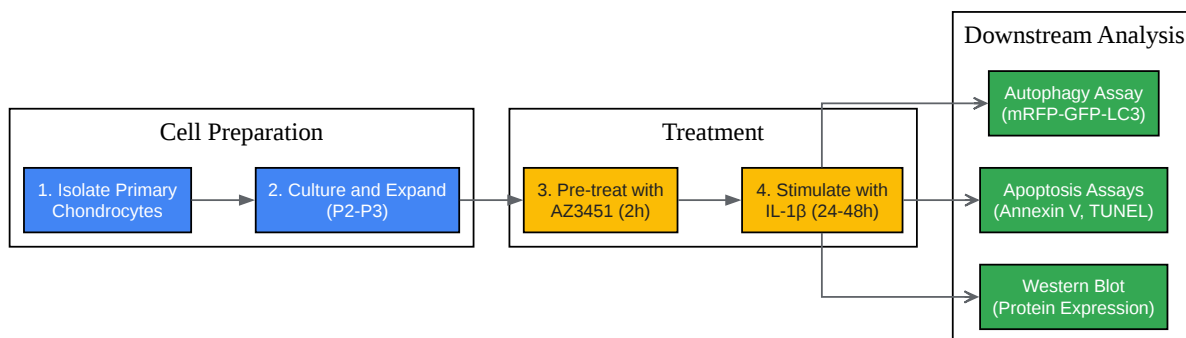 Cell Preparation
1. Isolate Primary
Chondrocytes
2. Culture and Expand
(P2-P3)
Treatment
3. Pre-treat with
AZ3451 (2h)
4. Stimulate with
IL-1β (24-48h)
Downstream Analysis
Autophagy Assay
(mRFP-GFP-LC3)
Apoptosis Assays
(Annexin V, TUNEL)
Western Blot
(Protein Expression)